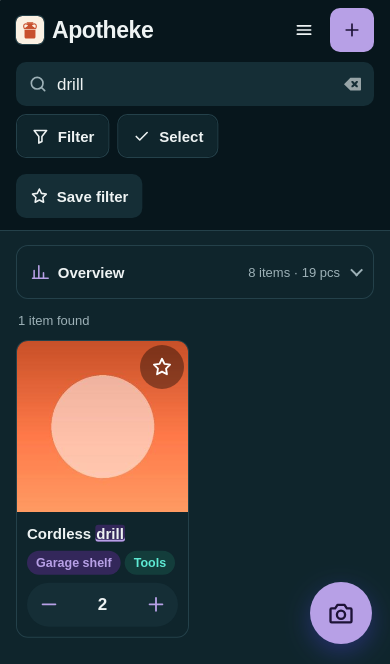 Apotheke
drill
Filter
Select
Save filter
Overview
8 items · 19 pcs
1 item found
Cordless drill
Garage shelf
Tools
2